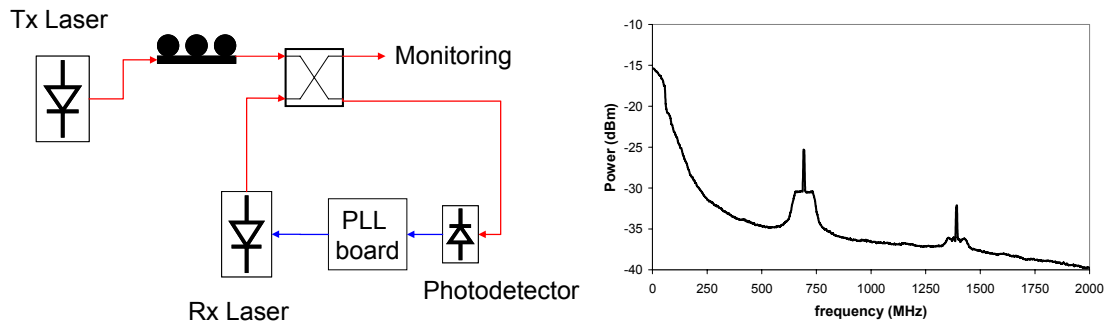 Tx Laser
Monitoring
PLL
board
Photodetector
Rx Laser
Power (dBm)
-10
-15
-20
-25
-30
-35
-40
0
250
500
750
1000
1250
1500
1750
2000
frequency (MHz)